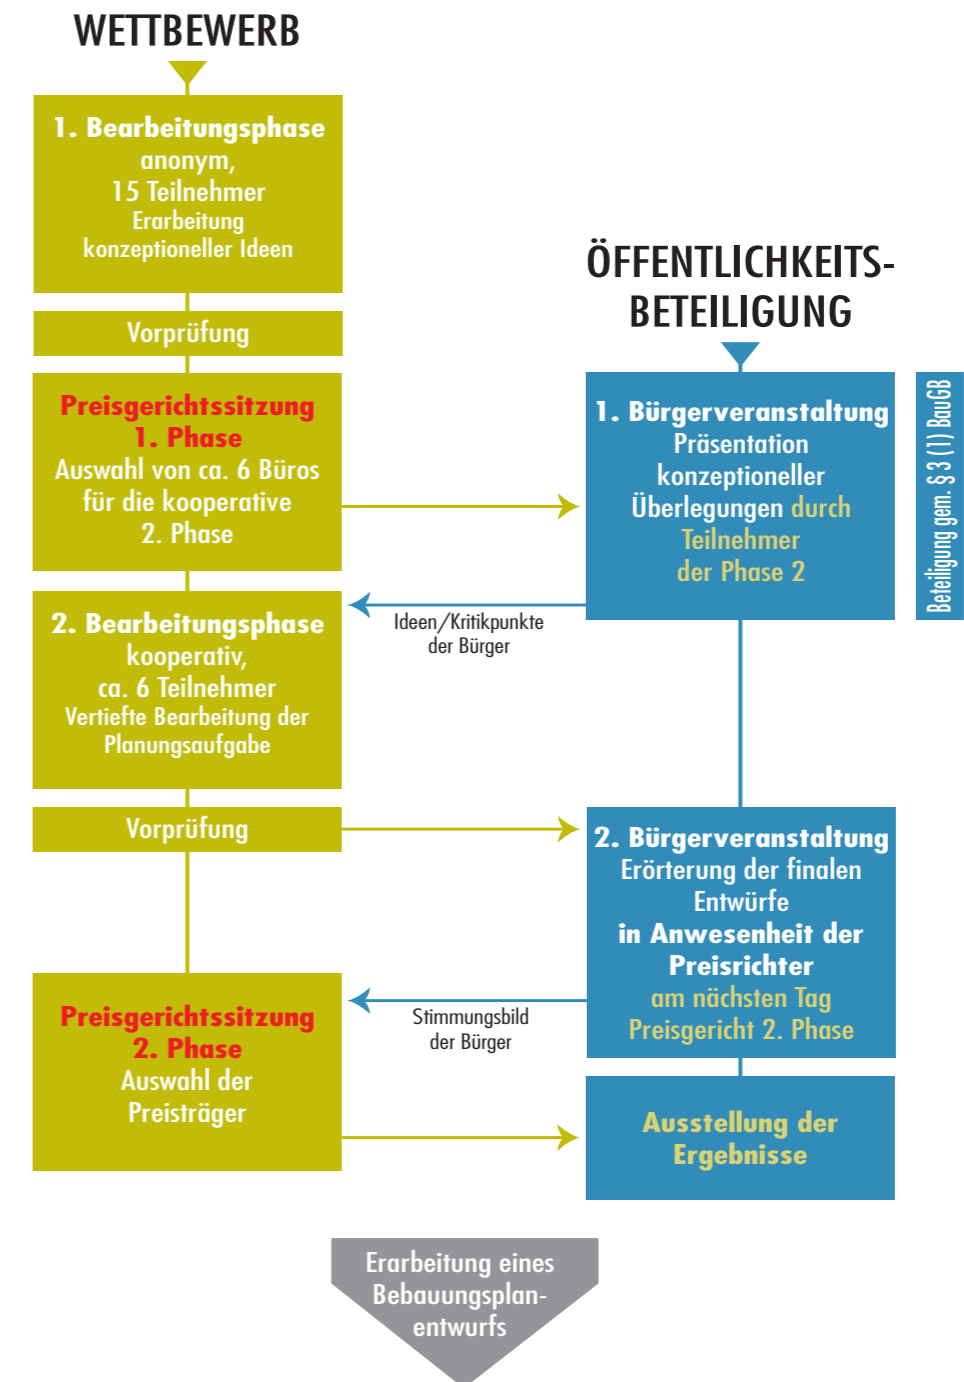 WETTBEWERB
1. Bearbeitungsphase
anonym,
15 Teilnehmer
Erarbeitung
konzeptioneller Ideen
Vorprüfung
Preisgerichtssitzung
1. Phase
Auswahl von ca. 6 Büros
für die kooperative
2. Phase
2. Bearbeitungsphase
kooperativ,
ca. 6 Teilnehmer
Vertiefte Bearbeitung der
Planungsaufgabe
Vorprüfung
Preisgerichtssitzung
2. Phase
Auswahl der
Preisträger
ÖFFENTLICHKEITS-
BETEILIGUNG
1. Bürgerveranstaltung
Präsentation
konzeptioneller
Überlegungen durch
Teilnehmer
der Phase 2
Beteiligung gem. § 3 (1) BauGB
Ideen/Kritikpunkte
der Bürger
2. Bürgerveranstaltung
Erörterung der finalen
Entwürfe
in Anwesenheit der
Preisrichter
am nächsten Tag
Preisgericht 2. Phase
Stimmungsbild
der Bürger
Ausstellung der
Ergebnisse
Erarbeitung eines
Bebauungsplan-
entwurfs